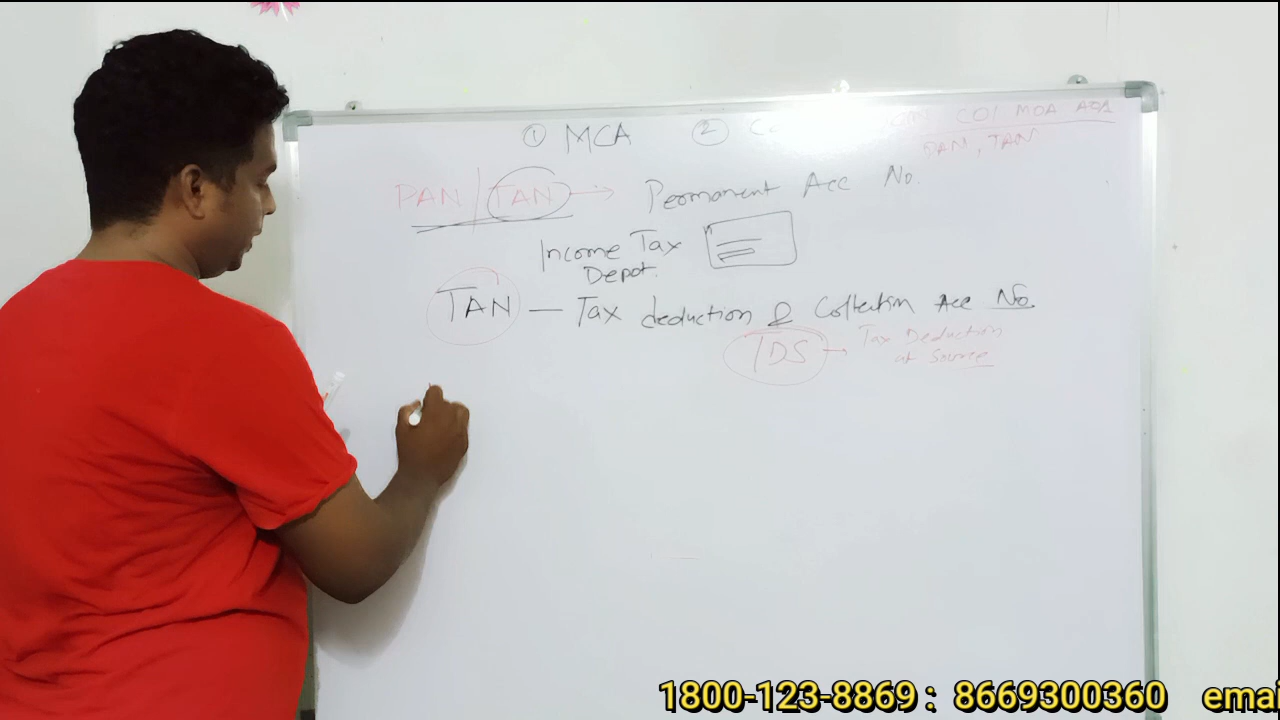 ① MCA ② COI MOA AOA
PAN, TAN
PAN | TAN → Permanent Acc No.
Income Tax
Depot.
TAN — Tax deduction & Collection Acc No.
TDS → Tax Deduction
at Source
1800-123-8869 : 8669300360 emai